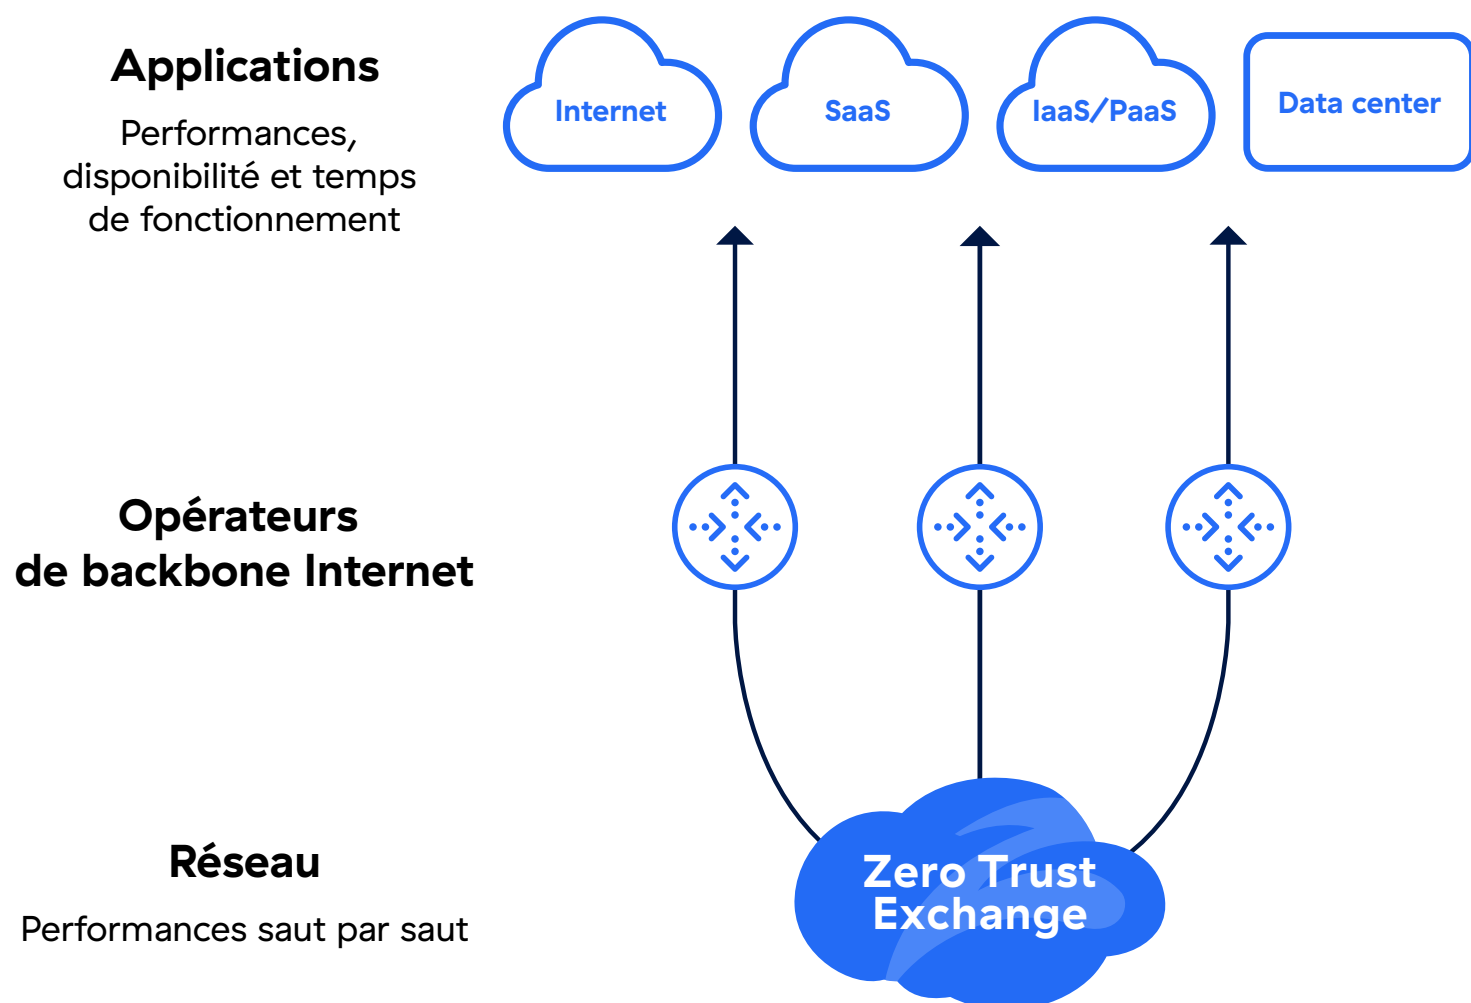 Applications
Performances,
disponibilité et temps
de fonctionnement
Internet
SaaS
IaaS/PaaS
Data center
Opérateurs
de backbone Internet
Réseau
Performances saut par saut
Zero Trust
Exchange